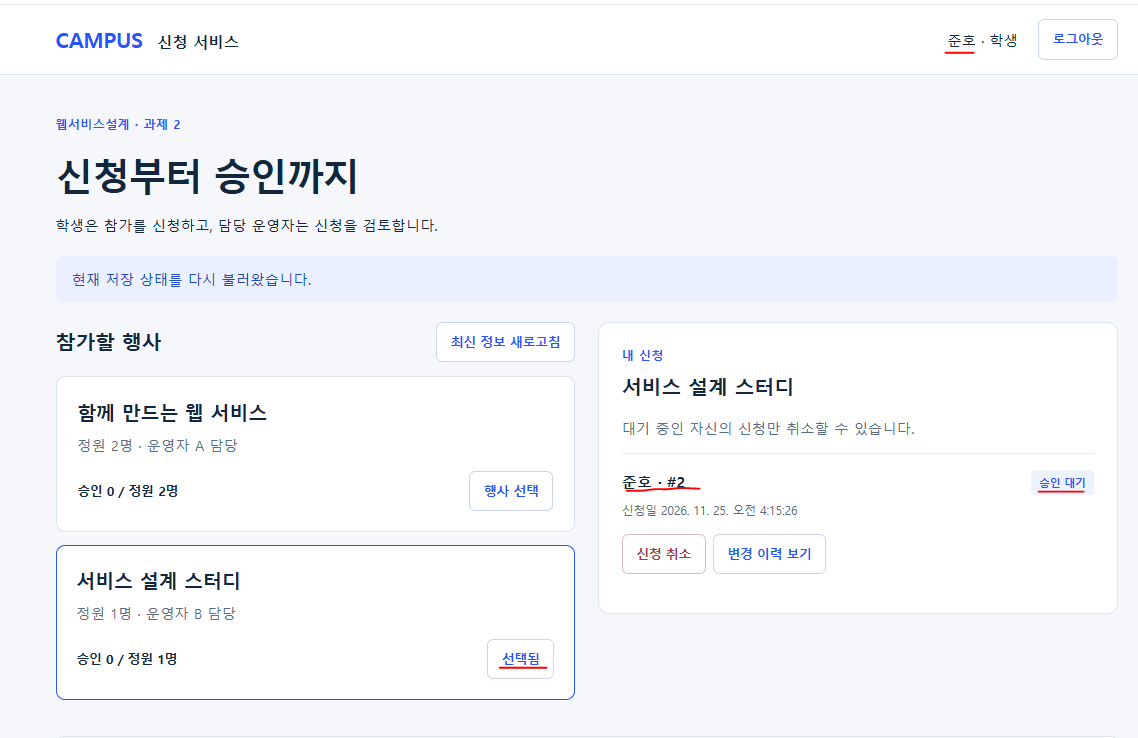 CAMPUS 신청 서비스
준호 · 학생
로그아웃
웹서비스설계 · 과제 2
신청부터 승인까지
학생은 참가를 신청하고, 담당 운영자는 신청을 검토합니다.
현재 저장 상태를 다시 불러왔습니다.
참가할 행사
최신 정보 새로고침
함께 만드는 웹 서비스
정원 2명 · 운영자 A 담당
승인 0 / 정원 2명
행사 선택
서비스 설계 스터디
정원 1명 · 운영자 B 담당
승인 0 / 정원 1명
선택됨
내 신청
서비스 설계 스터디
대기 중인 자신의 신청만 취소할 수 있습니다.
준호 · #2
승인 대기
신청일 2026. 11. 25. 오전 4:15:26
신청 취소
변경 이력 보기